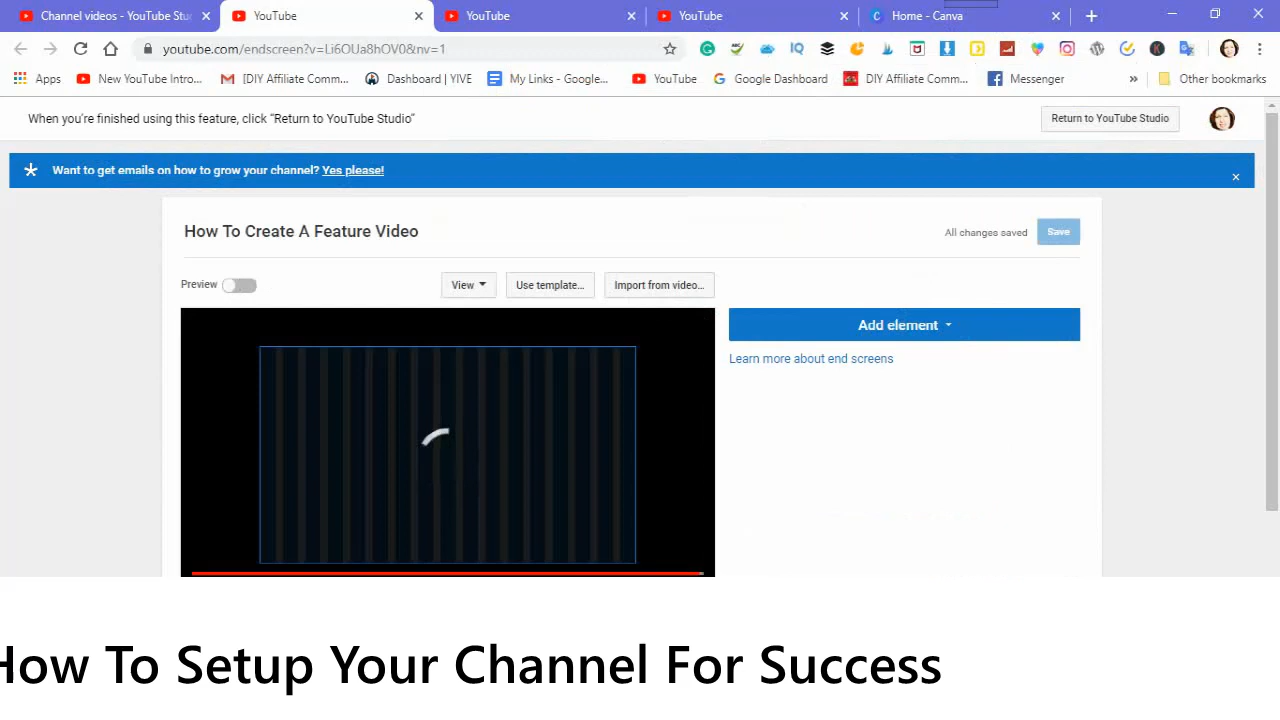 Channel videos - YouTube Stu
YouTube
YouTube
YouTube
Home - Canva
youtube.com/endscreen?v=Li6OUa8hOV0&nv=1
Apps
New YouTube Intro...
[DIY Affiliate Comm...
Dashboard | YIVE
My Links - Google...
YouTube
Google Dashboard
DIY Affiliate Comm...
Messenger
»
Other bookmarks
When you're finished using this feature, click “Return to YouTube Studio”
Return to YouTube Studio
Want to get emails on how to grow your channel? Yes please!
How To Create A Feature Video
All changes saved
Save
Preview
View
Use template...
Import from video...
Add element
Learn more about end screens
How To Setup Your Channel For Success